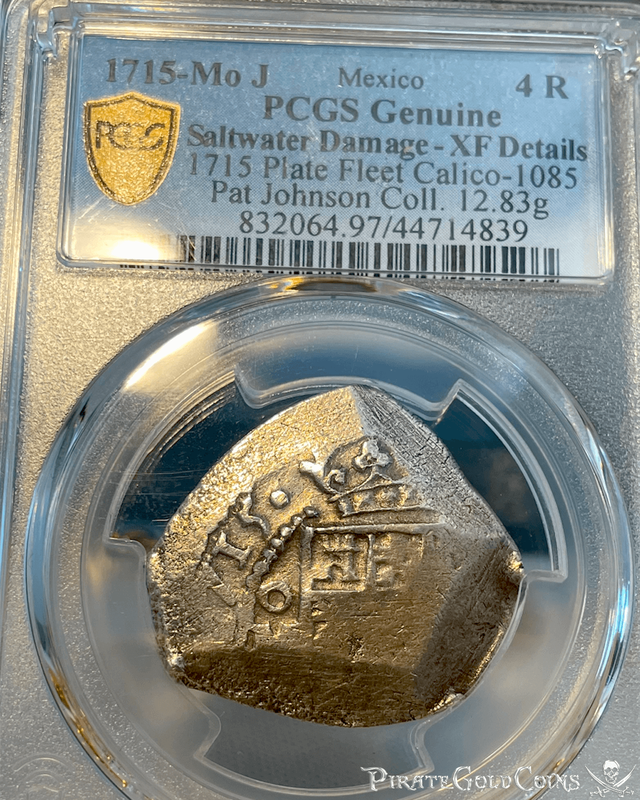 1715-Mo J Mexico 4 R
PCGS Genuine
PCGS
Saltwater Damage - XF Details
1715 Plate Fleet Calico-1085
Pat Johnson Coll. 12.83g
832064.97/44714839
PIRATEGOLDCOINS